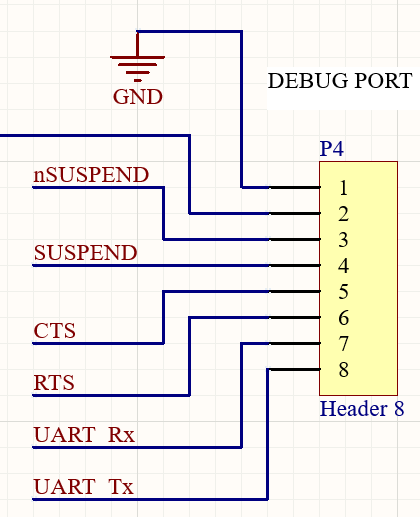 DEBUG PORT
GND
P4
nSUSPEND
1
2
3
SUSPEND
4
5
CTS
6
7
RTS
8
Header 8
UART Rx
UART Tx